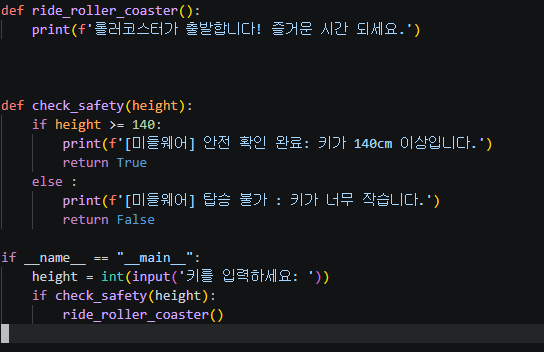 def ride_roller_coaster():
    print(f'롤러코스터가 출발합니다! 즐거운 시간 되세요.')
def check_safety(height):
    if height >= 140:
        print(f'[미들웨어] 안전 확인 완료: 키가 140cm 이상입니다.')
        return True
    else :
        print(f'[미들웨어] 탑승 불가 : 키가 너무 작습니다.')
        return False
if __name__ == "__main__":
    height = int(input('키를 입력하세요: '))
    if check_safety(height):
        ride_roller_coaster()